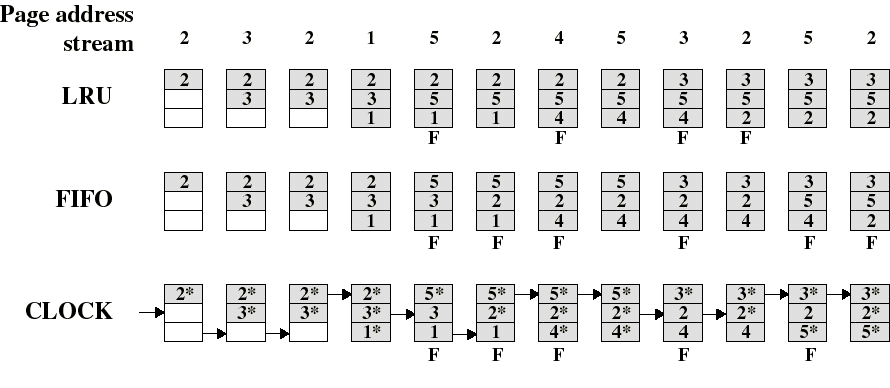 Page address
stream 2 3 2 1 5 2 4 5 3 2 5 2
LRU
2 2 2 2 2 2 2 2 3 3 3 3
3 3 3 5 5 5 5 5 5 5 5
1 1 1 4 4 4 2 2 2
F F F F
FIFO
2 2 2 2 5 5 5 5 3 3 3 3
3 3 3 3 2 2 2 2 2 5 5
1 1 1 4 4 4 4 4 2
F F F F F F
CLOCK
2* 2* 2* 2* 5* 5* 5* 5* 3* 3* 3* 3*
3* 3* 3* 3 2* 2* 2* 2 2* 2 2*
1* 1 1 4* 4* 4 4 5* 5*
F F F F F